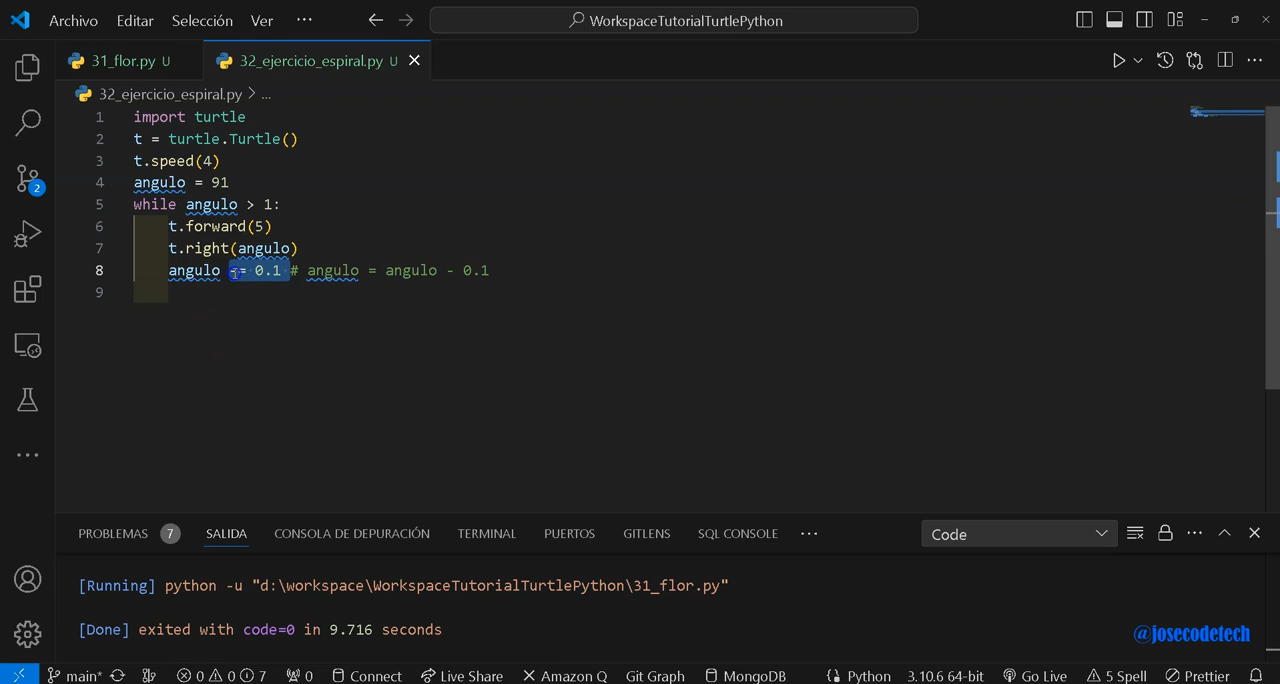 Archivo Editar Selección Ver ··· WorkspaceTutorialTurtlePython
31_flor.py U 32_ejercicio_espiral.py U
32_ejercicio_espiral.py > ...
1 import turtle
2 t = turtle.Turtle()
3 t.speed(4)
4 angulo = 91
5 while angulo > 1:
6 t.forward(5)
7 t.right(angulo)
8 angulo -= 0.1 # angulo = angulo - 0.1
9
2
PROBLEMAS 7 SALIDA CONSOLA DE DEPURACIÓN TERMINAL PUERTOS GITLENS SQL CONSOLE ··· Code
[Running] python -u "d:\workspace\WorkspaceTutorialTurtlePython\31_flor.py"
[Done] exited with code=0 in 9.716 seconds
@josecodetech
main* 0 0 7 0 Connect Live Share Amazon Q Git Graph MongoDB Python 3.10.6 64-bit Go Live 5 Spell Prettier